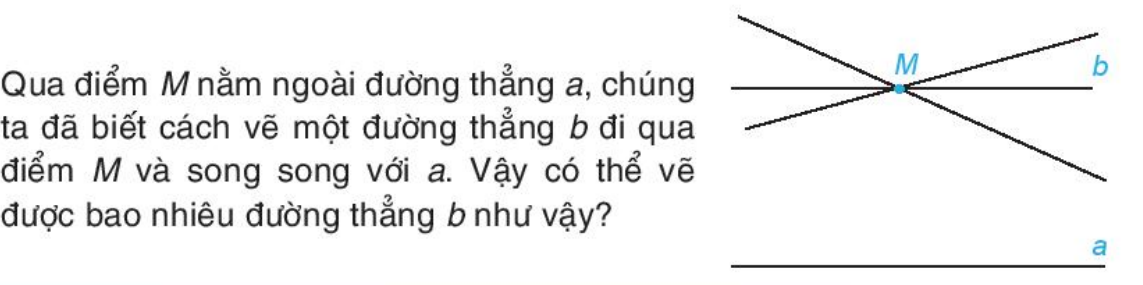 Qua điểm M nằm ngoài đường thẳng a, chúng
ta đã biết cách vẽ một đường thẳng b đi qua
điểm M và song song với a. Vậy có thể vẽ
được bao nhiêu đường thẳng b như vậy?
M
b
a